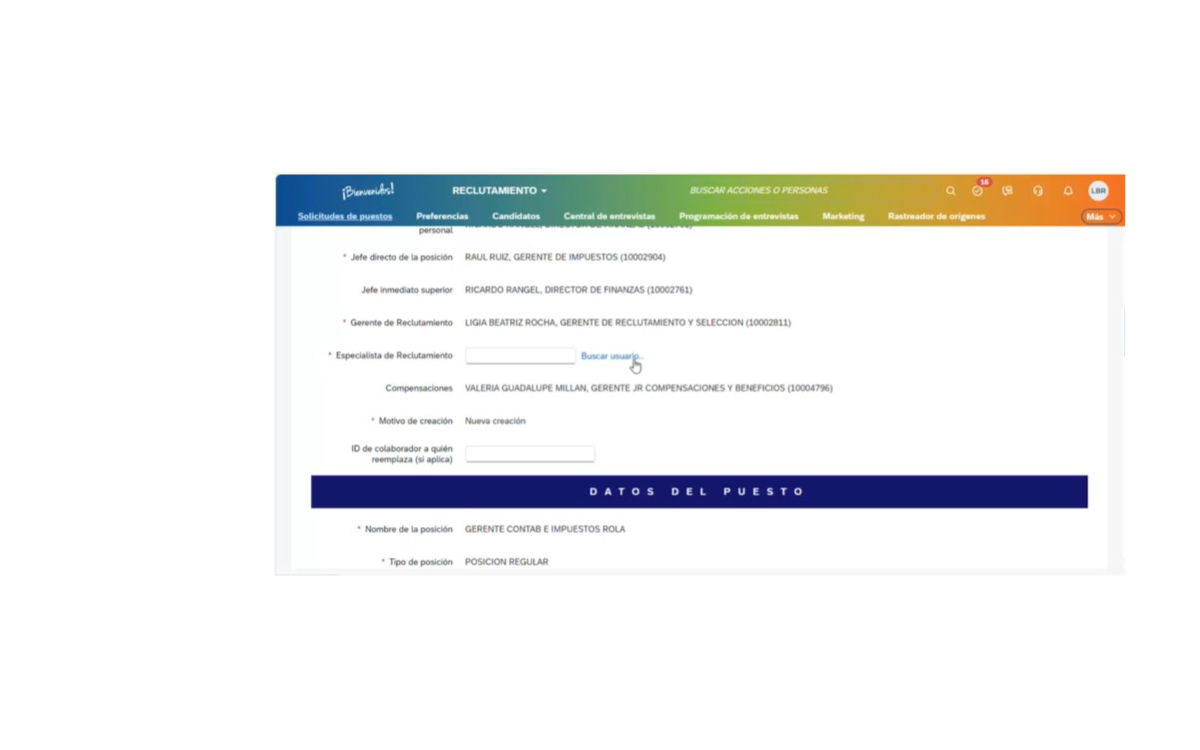 ¡Bienvenidos!
RECLUTAMIENTO
BUSCAR ACCIONES O PERSONAS
16
LBR
Solicitudes de puestos
Preferencias
Candidatos
Central de entrevistas
Programación de entrevistas
Marketing
Rastreador de orígenes
Más
personal
* Jefe directo de la posición RAUL RUIZ, GERENTE DE IMPUESTOS (10002904)
Jefe inmediato superior RICARDO RANGEL, DIRECTOR DE FINANZAS (10002761)
* Gerente de Reclutamiento LIGIA BEATRIZ ROCHA, GERENTE DE RECLUTAMIENTO Y SELECCION (10002811)
* Especialista de Reclutamiento Buscar usuario...
Compensaciones VALERIA GUADALUPE MILLAN, GERENTE JR COMPENSACIONES Y BENEFICIOS (10004796)
* Motivo de creación Nueva creación
ID de colaborador a quién
reemplaza (si aplica)
DATOS DEL PUESTO
* Nombre de la posición GERENTE CONTAB E IMPUESTOS ROLA
* Tipo de posición POSICION REGULAR